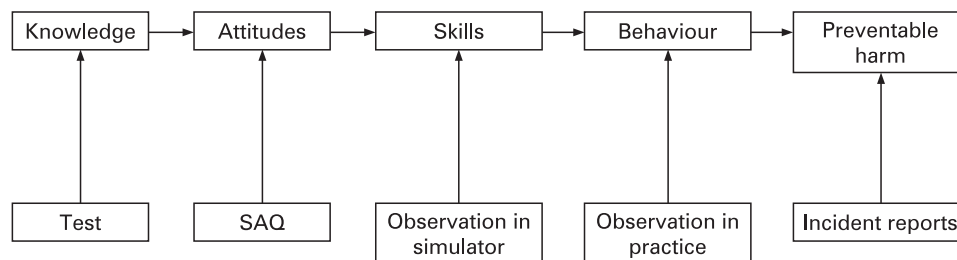 Knowledge
Attitudes
Skills
Behaviour
Preventable
harm
Test
SAQ
Observation in
simulator
Observation in
practice
Incident reports